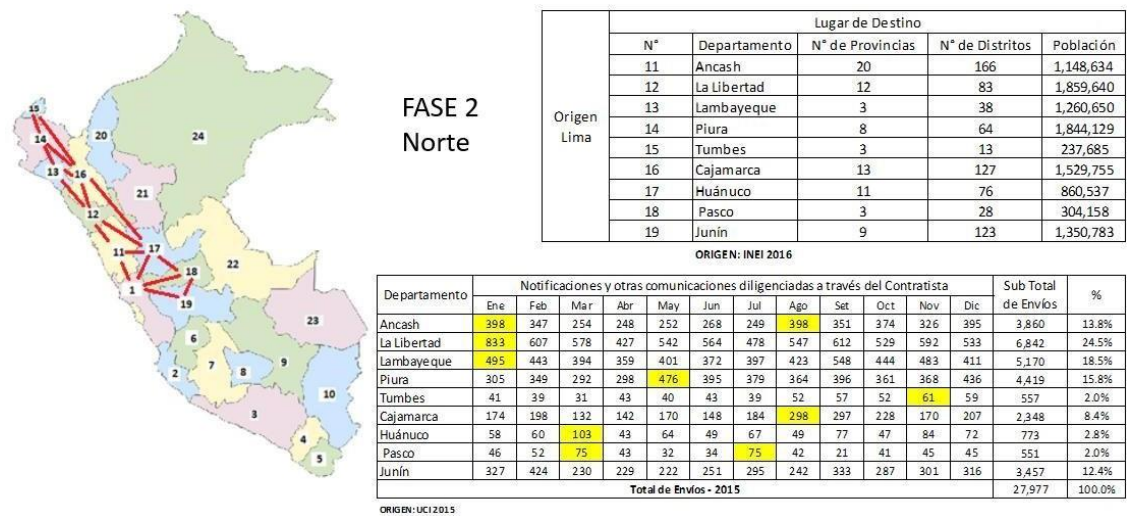 FASE 2
Norte
15
14
20
24
13
16
21
12
11
17
18
22
1
19
23
6
7
9
2
8
10
3
4
5
Origen
Lima
Lugar de Destino
N° Departamento N° de Provincias N° de Distritos Población
11 Ancash 20 166 1,148,634
12 La Libertad 12 83 1,859,640
13 Lambayeque 3 38 1,260,650
14 Piura 8 64 1,844,129
15 Tumbes 3 13 237,685
16 Cajamarca 13 127 1,529,755
17 Huánuco 11 76 860,537
18 Pasco 3 28 304,158
19 Junín 9 123 1,350,783
ORIGEN: INEI 2016
Departamento Notificaciones y otras comunicaciones diligenciadas a través del Contratista Sub Total de Envíos %
Ene Feb Mar Abr May Jun Jul Ago Set Oct Nov Dic
Ancash 398 347 254 248 252 268 249 398 351 374 326 395 3,860 13.8%
La Libertad 833 607 578 427 542 564 478 547 612 529 592 533 6,842 24.5%
Lambayeque 495 443 394 359 401 372 397 423 548 444 483 411 5,170 18.5%
Piura 305 349 292 298 476 395 379 364 396 361 368 436 4,419 15.8%
Tumbes 41 39 31 43 40 43 39 52 57 52 61 59 557 2.0%
Cajamarca 174 198 132 142 170 148 184 298 297 228 170 207 2,348 8.4%
Huánuco 58 60 103 43 64 49 67 49 77 47 84 72 773 2.8%
Pasco 46 52 75 43 32 34 75 42 21 41 45 45 551 2.0%
Junín 327 424 230 229 222 251 295 242 333 287 301 316 3,457 12.4%
Total de Envíos - 2015 27,977 100.0%
ORIGEN: UCI 2015